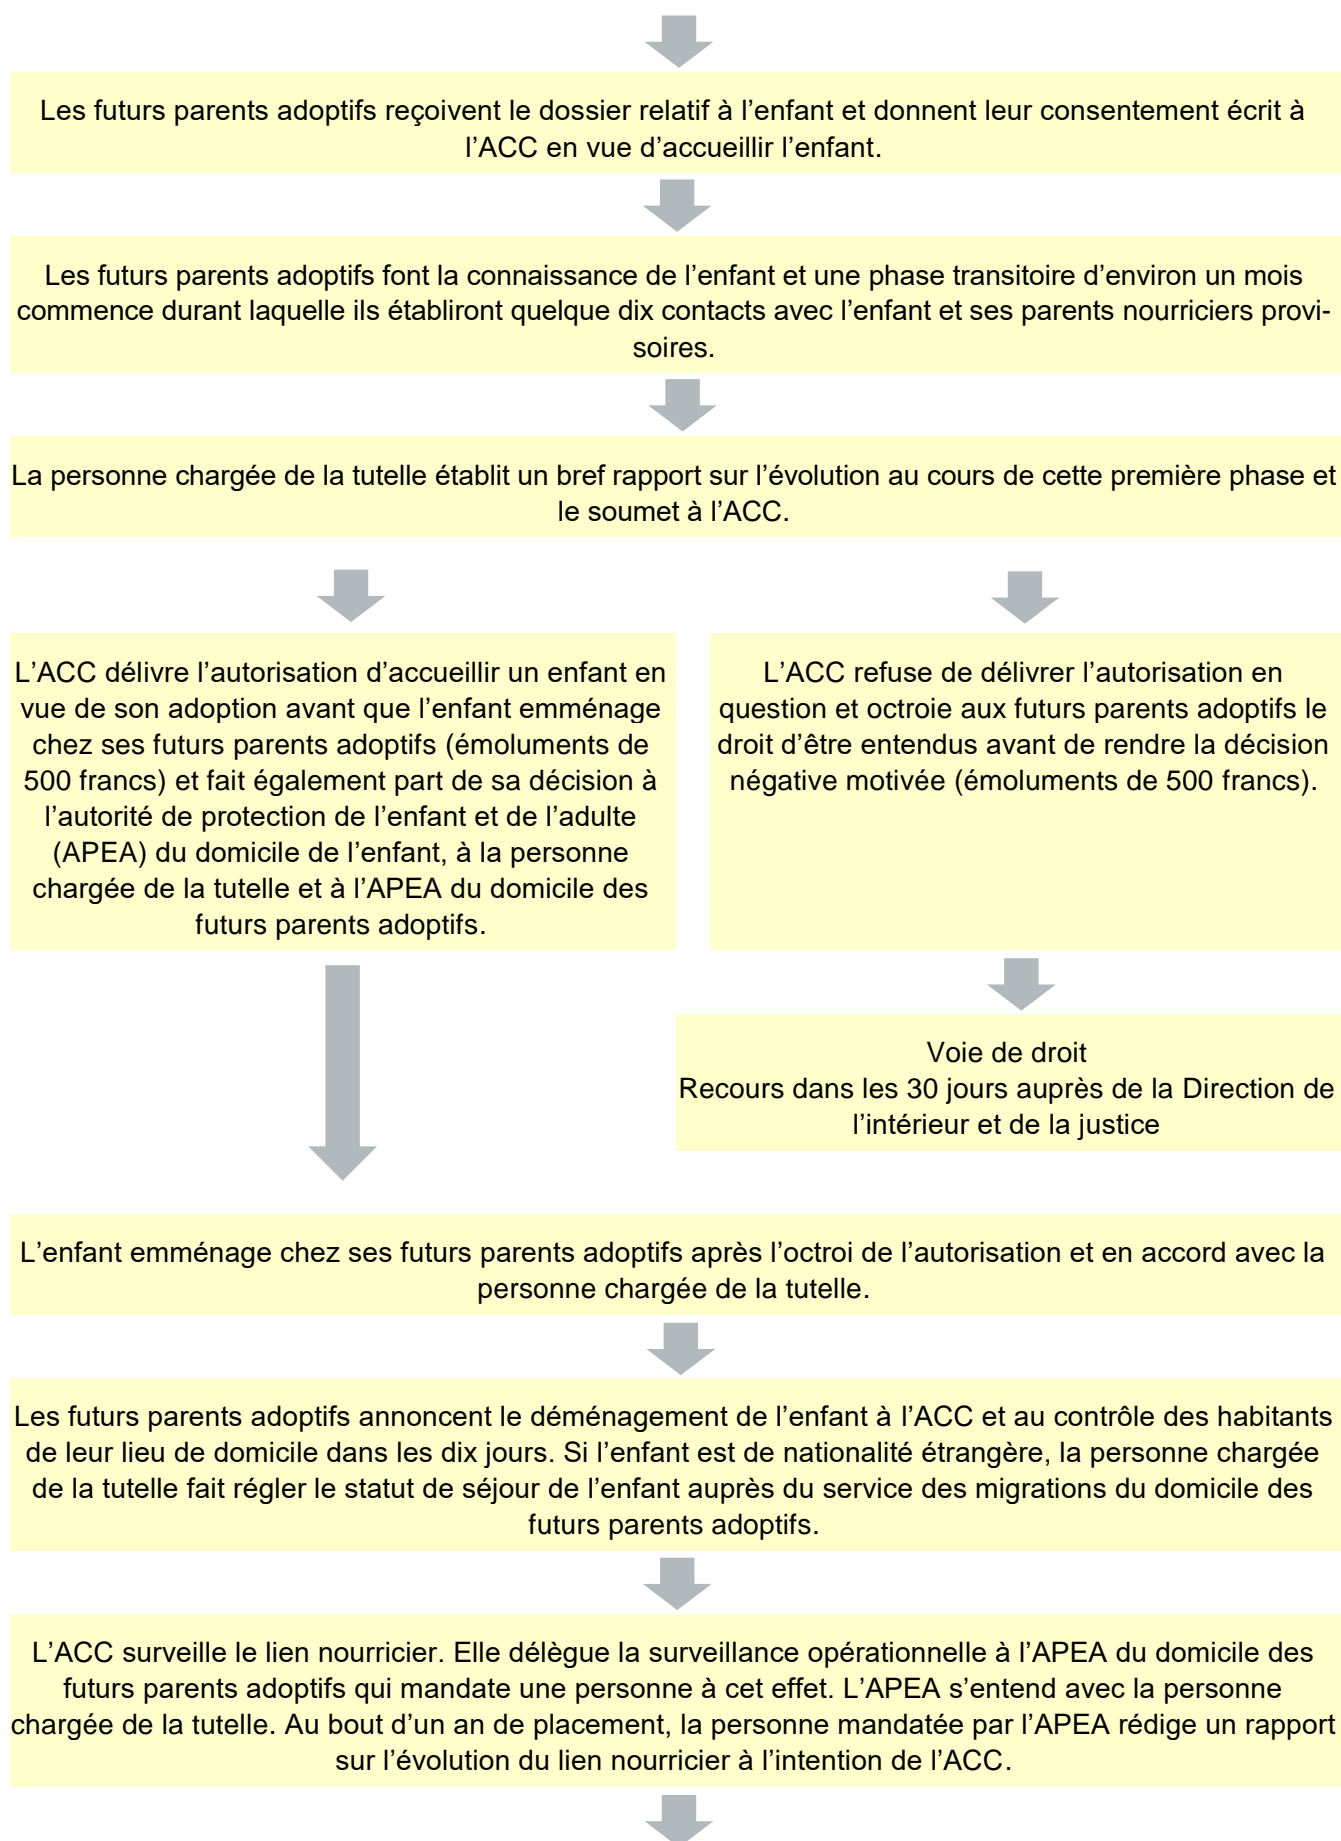 Les futurs parents adoptifs reçoivent le dossier relatif à l’enfant et donnent leur consentement écrit à
l’ACC en vue d’accueillir l’enfant.
Les futurs parents adoptifs font la connaissance de l’enfant et une phase transitoire d’environ un mois
commence durant laquelle ils établiront quelque dix contacts avec l’enfant et ses parents nourriciers provi-
soires.
La personne chargée de la tutelle établit un bref rapport sur l’évolution au cours de cette première phase et
le soumet à l’ACC.
L’ACC délivre l’autorisation d’accueillir un enfant en
vue de son adoption avant que l’enfant emménage
chez ses futurs parents adoptifs (émoluments de
500 francs) et fait également part de sa décision à
l’autorité de protection de l’enfant et de l’adulte
(APEA) du domicile de l’enfant, à la personne
chargée de la tutelle et à l’APEA du domicile des
futurs parents adoptifs.
L’ACC refuse de délivrer l’autorisation en
question et octroie aux futurs parents adoptifs le
droit d’être entendus avant de rendre la décision
négative motivée (émoluments de 500 francs).
Voie de droit
Recours dans les 30 jours auprès de la Direction de
l’intérieur et de la justice
L’enfant emménage chez ses futurs parents adoptifs après l’octroi de l’autorisation et en accord avec la
personne chargée de la tutelle.
Les futurs parents adoptifs annoncent le déménagement de l’enfant à l’ACC et au contrôle des habitants
de leur lieu de domicile dans les dix jours. Si l’enfant est de nationalité étrangère, la personne chargée
de la tutelle fait régler le statut de séjour de l’enfant auprès du service des migrations du domicile des
futurs parents adoptifs.
L’ACC surveille le lien nourricier. Elle délègue la surveillance opérationnelle à l’APEA du domicile des
futurs parents adoptifs qui mandate une personne à cet effet. L’APEA s’entend avec la personne
chargée de la tutelle. Au bout d’un an de placement, la personne mandatée par l’APEA rédige un rapport
sur l’évolution du lien nourricier à l’intention de l’ACC.